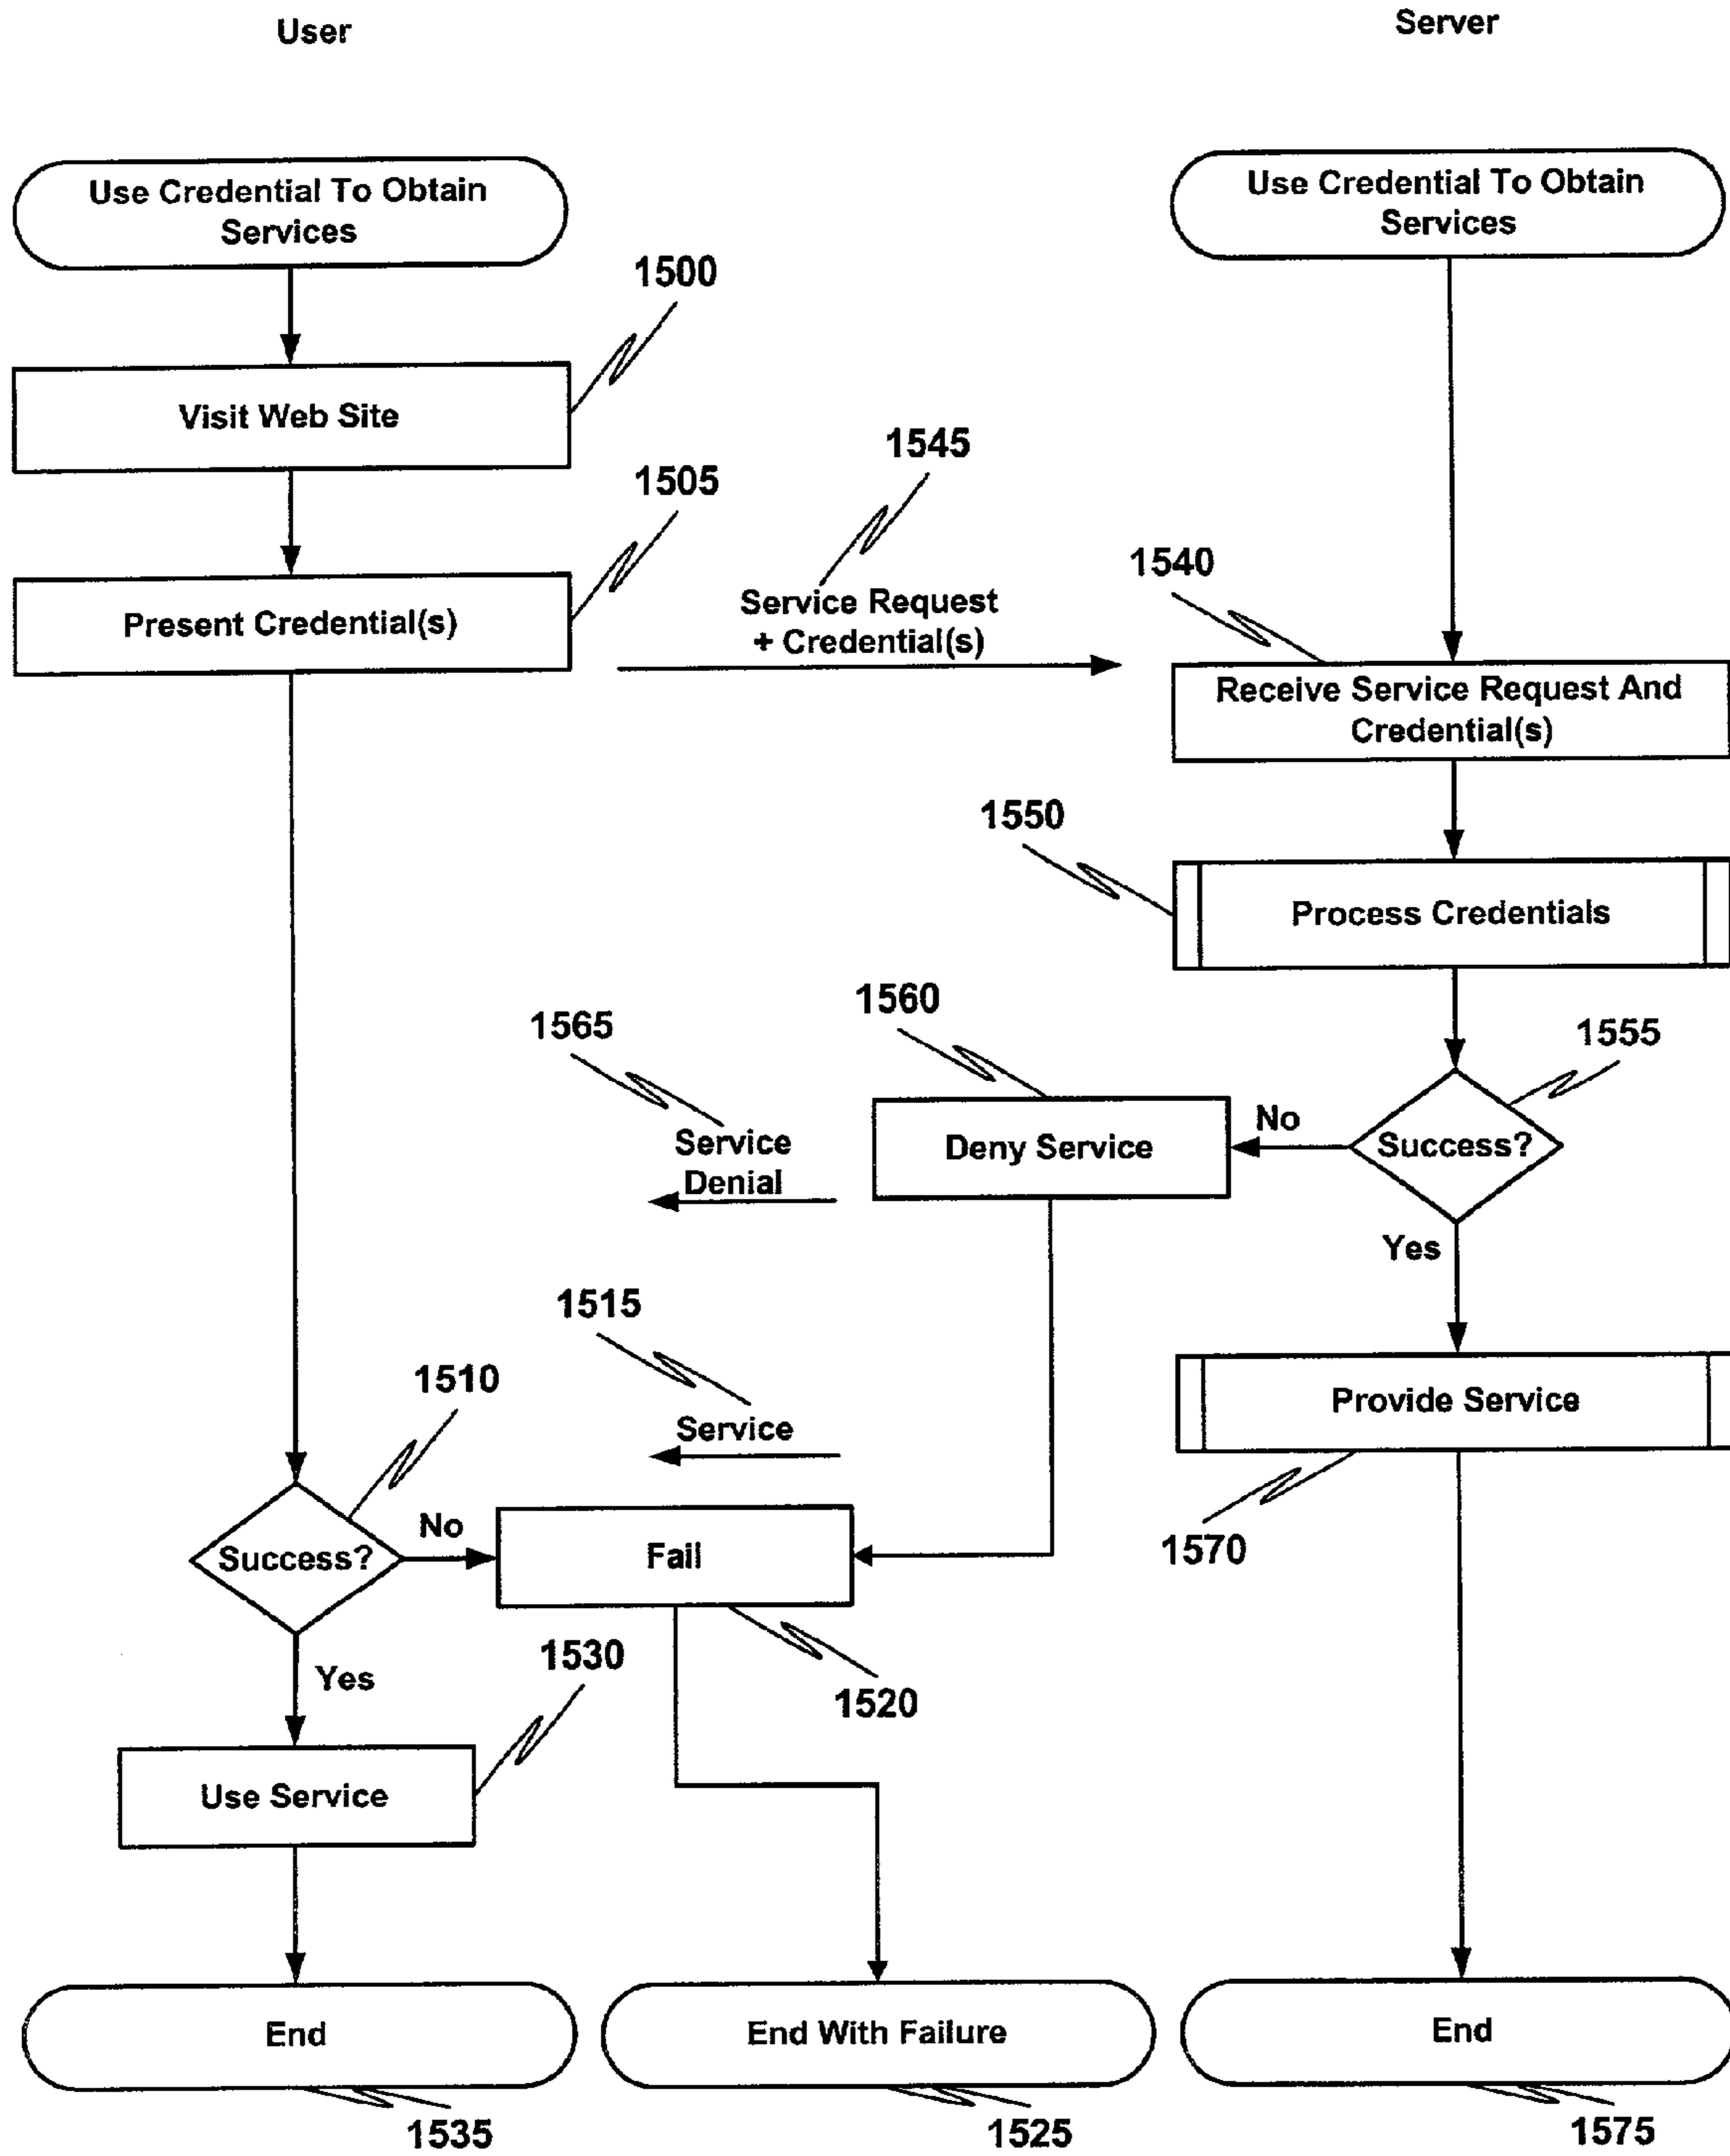 User
Server
Use Credential To Obtain
Services
Use Credential To Obtain
Services
1500
Visit Web Site
1545
1505
1540
Service Request
+ Credential(s)
Present Credential(s)
Receive Service Request And
Credential(s)
1550
Process Credentials
1560
1565
1555
No
Service
Denial
Deny Service
Success?
Yes
1515
1510
Service
Provide Service
No
1570
Success?
Fail
1530
Yes
1520
Use Service
End
End With Failure
End
1535
1525
1575